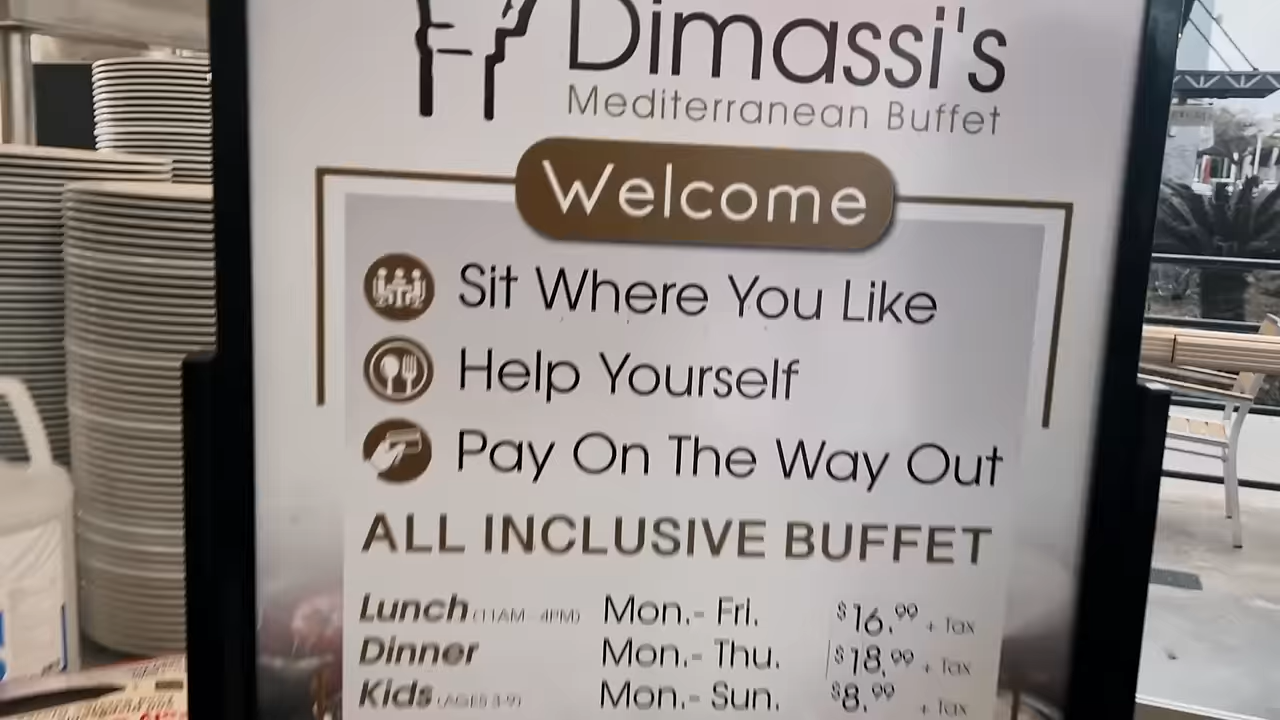 Dimassi's
Mediterranean Buffet
Welcome
Sit Where You Like
Help Yourself
Pay On The Way Out
ALL INCLUSIVE BUFFET
Lunch (11AM - 4PM) Mon.- Fri. $16.99 + Tax
Dinner Mon.- Thu. $18.99 + Tax
Kids (AGES 3-9) Mon.- Sun. $8.99 + Tax